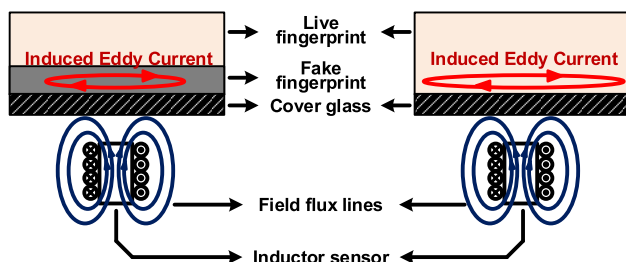 Live
fingerprint
Induced Eddy Current
Induced Eddy Current
Fake
fingerprint
Cover glass
Field flux lines
Inductor sensor